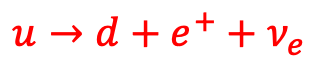 u → d + e⁺ + νₑ